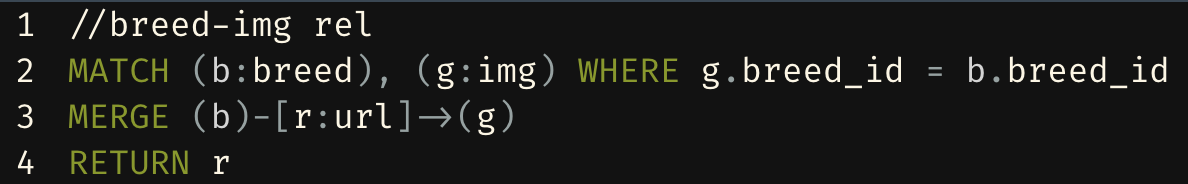 1 //breed-img rel
2 MATCH (b:breed), (g:img) WHERE g.breed_id = b.breed_id
3 MERGE (b)-[r:url]->(g)
4 RETURN r